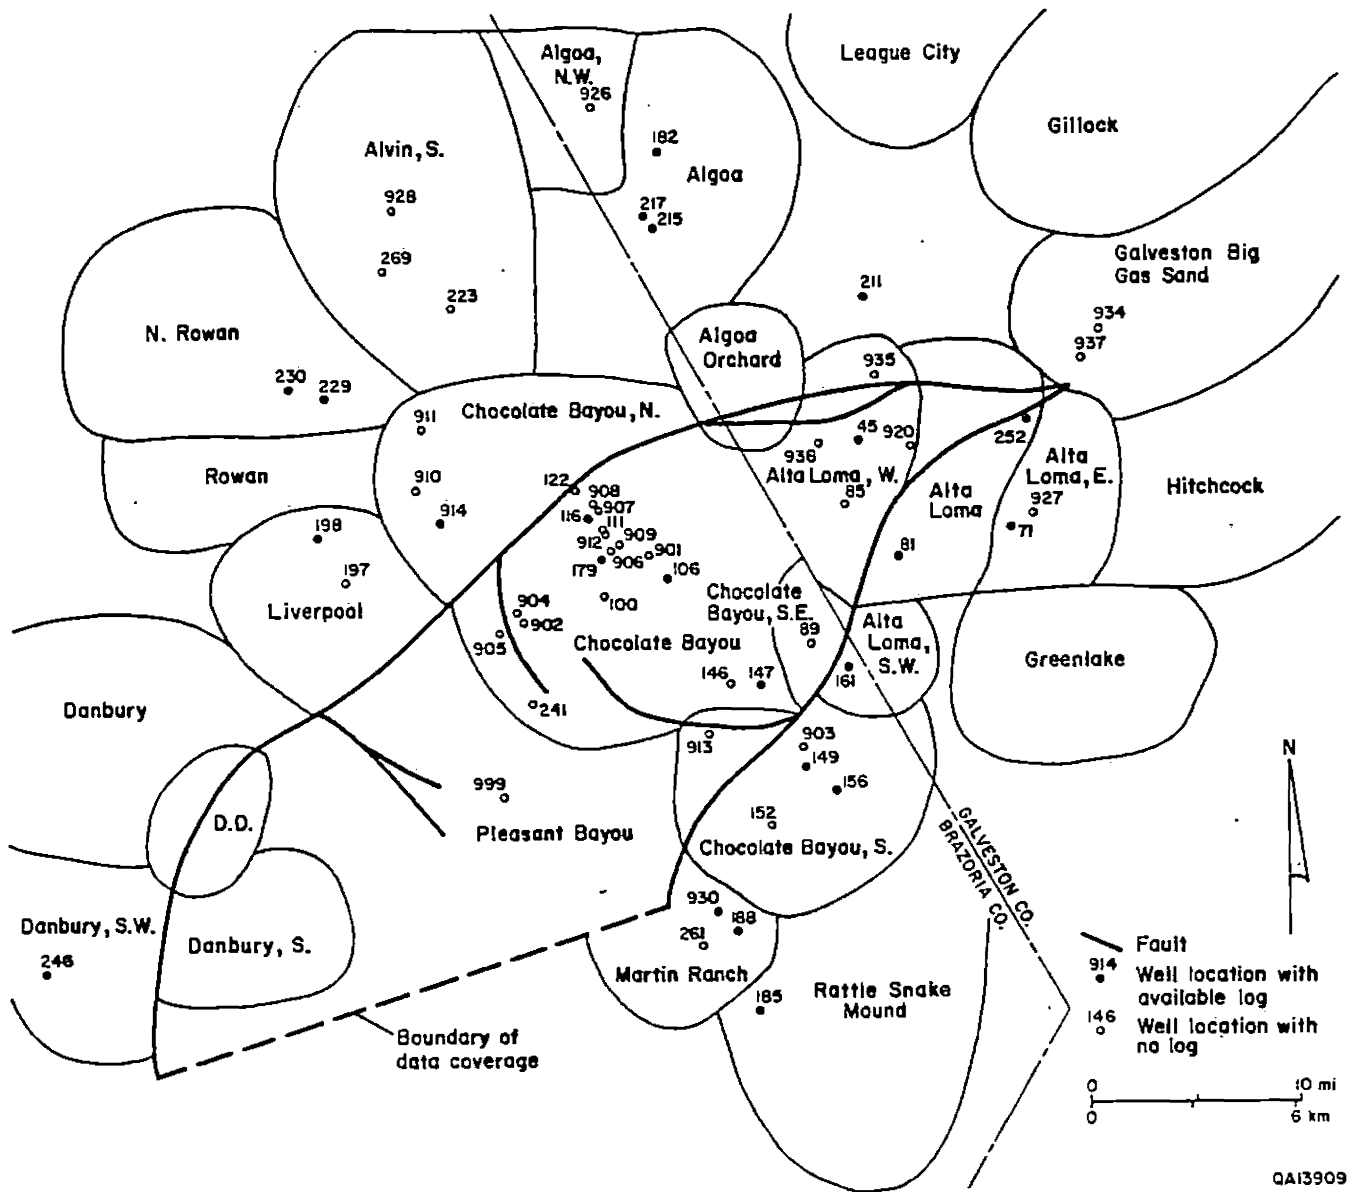 League City
Algoa,
N.W.
926
Gillock
182
Alvin, S.
Algoa
928
217
215
Galveston Big
Gas Sand
269
211
223
934
N. Rowan
Algoa
Orchard
937
935
230
229
911
Chocolate Bayou, N.
45
920
252
936
Alta
Loma, E.
Rowan
910
122
908
Alta Loma, W.
85
Alta
Loma
Hitchcock
927
914
116
907
111
71
198
912
909
901
81
179
906
106
197
100
Chocolate
Bayou, S.E.
904
Liverpool
902
89
Alta
Loma,
S.W.
905
Chocolate Bayou
Greenlake
146
147
161
Danbury
241
913
903
149
N
999
156
152
D.D.
Pleasant Bayou
Chocolate Bayou, S.
GALVESTON CO.
BRAZORIA CO.
930
188
Danbury, S.W.
Danbury, S.
261
246
Martin Ranch
185
Rattle Snake
Mound
Boundary of
data coverage
Fault
914
Well location with
available log
146
Well location with
no log
0 10 mi
0 6 km
QA13909